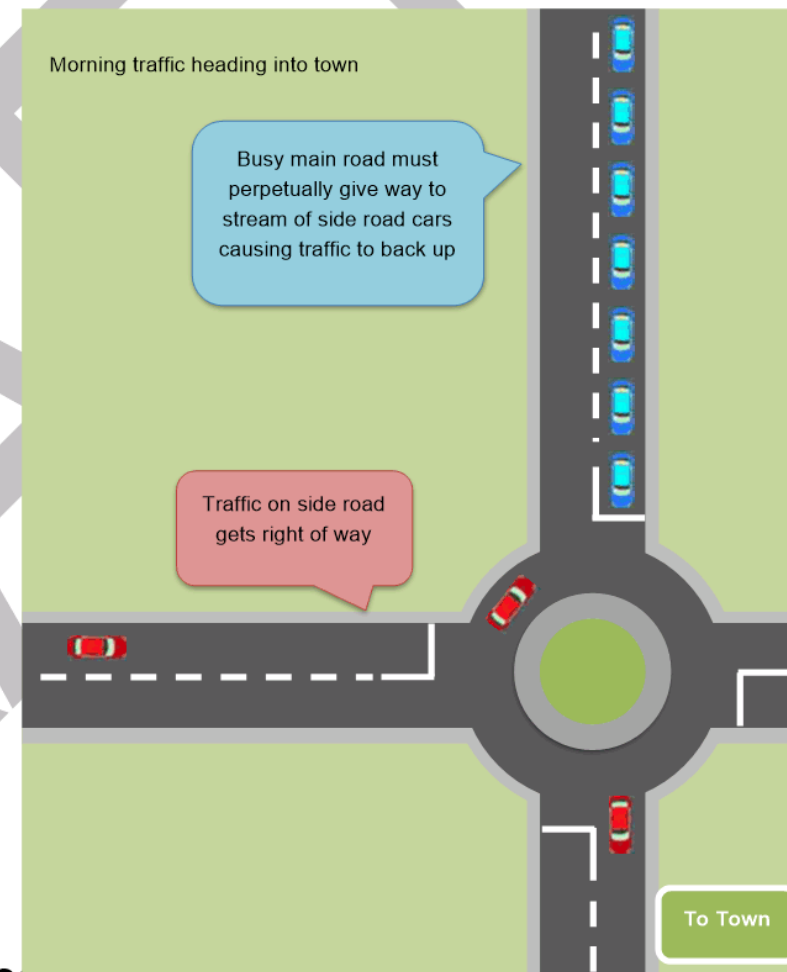 Morning traffic heading into town
Busy main road must
perpetually give way to
stream of side road cars
causing traffic to back up
Traffic on side road
gets right of way
To Town